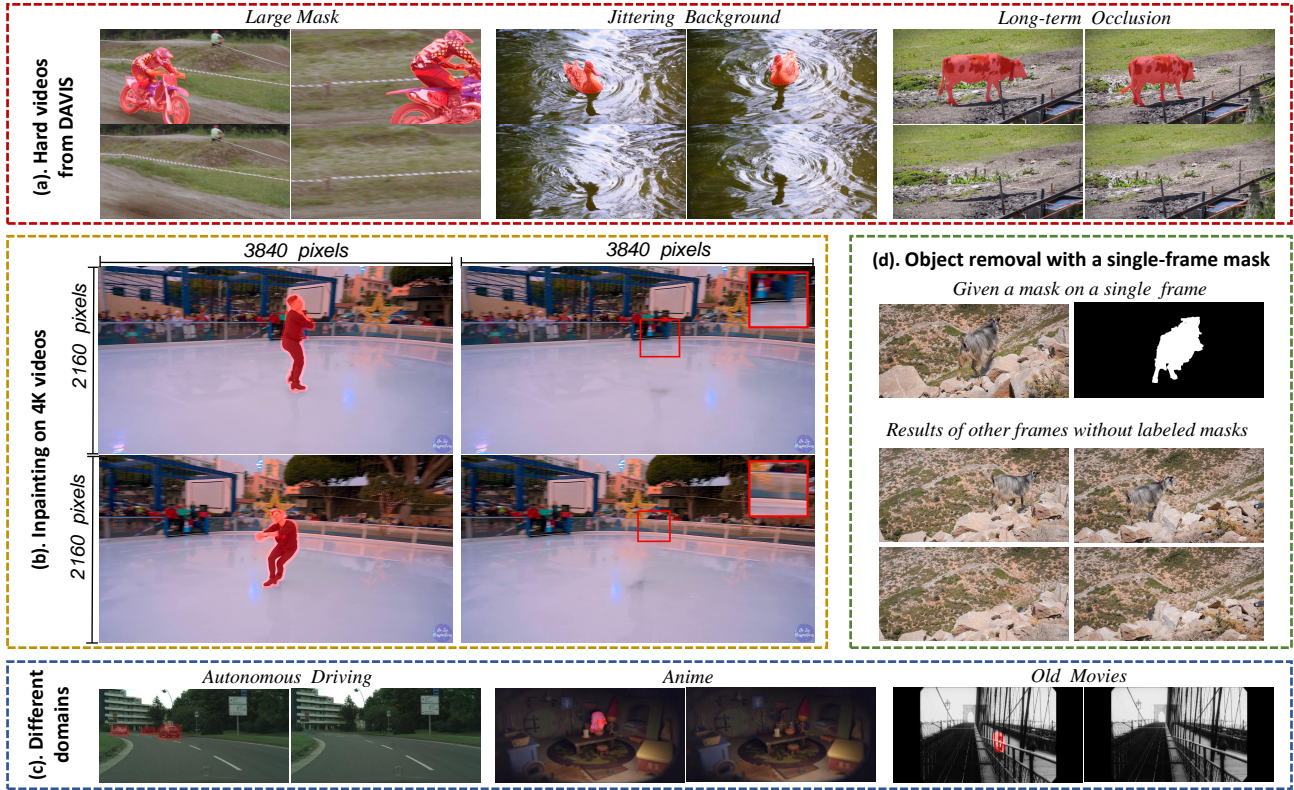 Large Mask
Jittering Background
Long-term Occlusion
(a). Hard videos
from DAVIS
3840 pixels
3840 pixels
2160 pixels
2160 pixels
(b). Inpainting on 4K videos
(d). Object removal with a single-frame mask
Given a mask on a single frame
Results of other frames without labeled masks
(c). Different
domains
Autonomous Driving
Anime
Old Movies